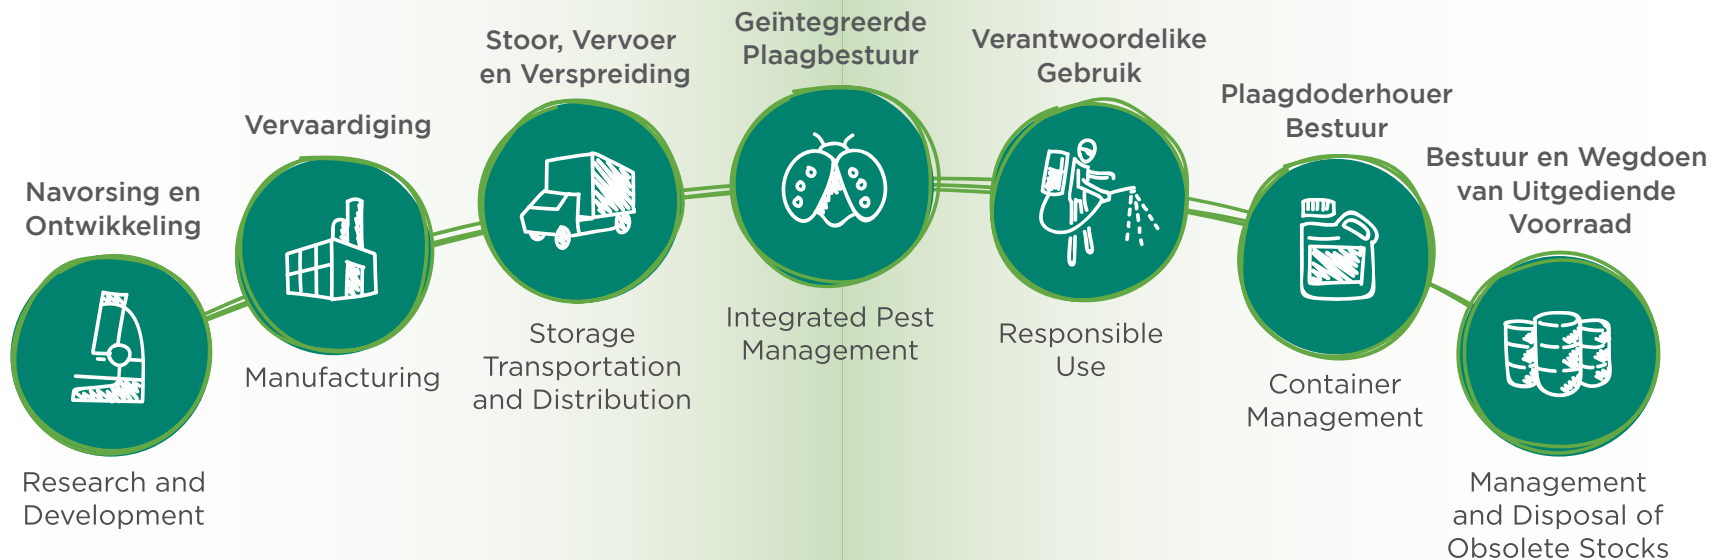 Navorsing en
Ontwikkeling
Research and
Development
Vervaardiging
Manufacturing
Stoor, Vervoer
en Verspreiding
Storage
Transportation
and Distribution
Geïntegreerde
Plaagbestuur
Integrated Pest
Management
Verantwoordelike
Gebruik
Responsible
Use
Plaagdoderhouer
Bestuur
Container
Management
Bestuur en Wegdoen
van Uitgediende
Voorraad
Management
and Disposal of
Obsolete Stocks